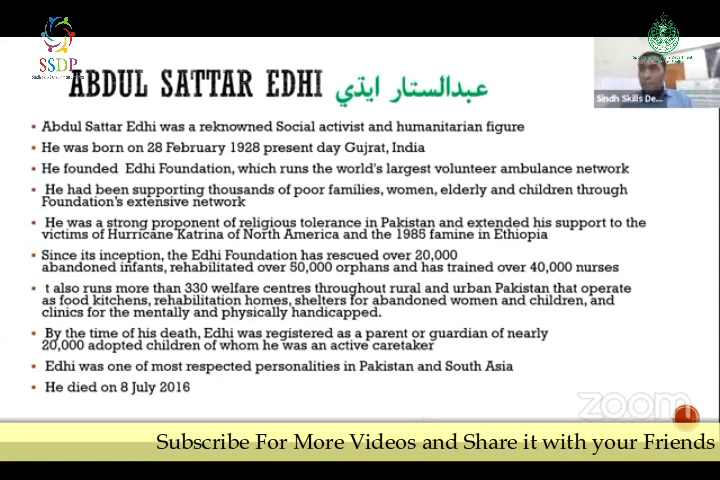 SSDP
ABDUL SATTAR EDHI عبدالستار ايڌي
Sindh Skills De...
Abdul Sattar Edhi was a reknowned Social activist and humanitarian figure
He was born on 28 February 1928 present day Gujrat, India
He founded Edhi Foundation, which runs the world's largest volunteer ambulance network
He had been supporting thousands of poor families, women, elderly and children through
Foundation's extensive network
He was a strong proponent of religious tolerance in Pakistan and extended his support to the
victims of Hurricane Katrina of North America and the 1985 famine in Ethiopia
Since its inception, the Edhi Foundation has rescued over 20,000
abandoned infants, rehabilitated over 50,000 orphans and has trained over 40,000 nurses
t also runs more than 330 welfare centres throughout rural and urban Pakistan that operate
as food kitchens, rehabilitation homes, shelters for abandoned women and children, and
clinics for the mentally and physically handicapped.
By the time of his death, Edhi was registered as a parent or guardian of nearly
20,000 adopted children of whom he was an active caretaker
Edhi was one of most respected personalities in Pakistan and South Asia
He died on 8 July 2016
zoom
Subscribe For More Videos and Share it with your Friends